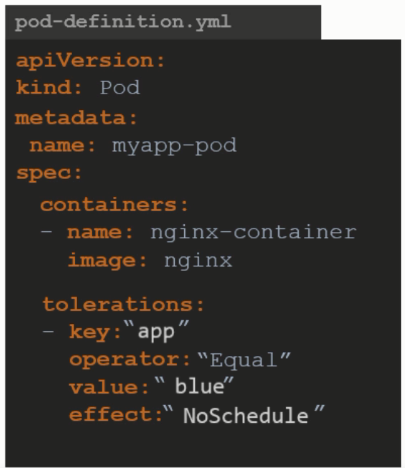 pod-definition.yml
apiVersion:
kind: Pod
metadata:
 name: myapp-pod
spec:
  containers:
  - name: nginx-container
    image: nginx
  tolerations:
  - key:“app”
    operator:“Equal”
    value:“ blue”
    effect:“ NoSchedule ”